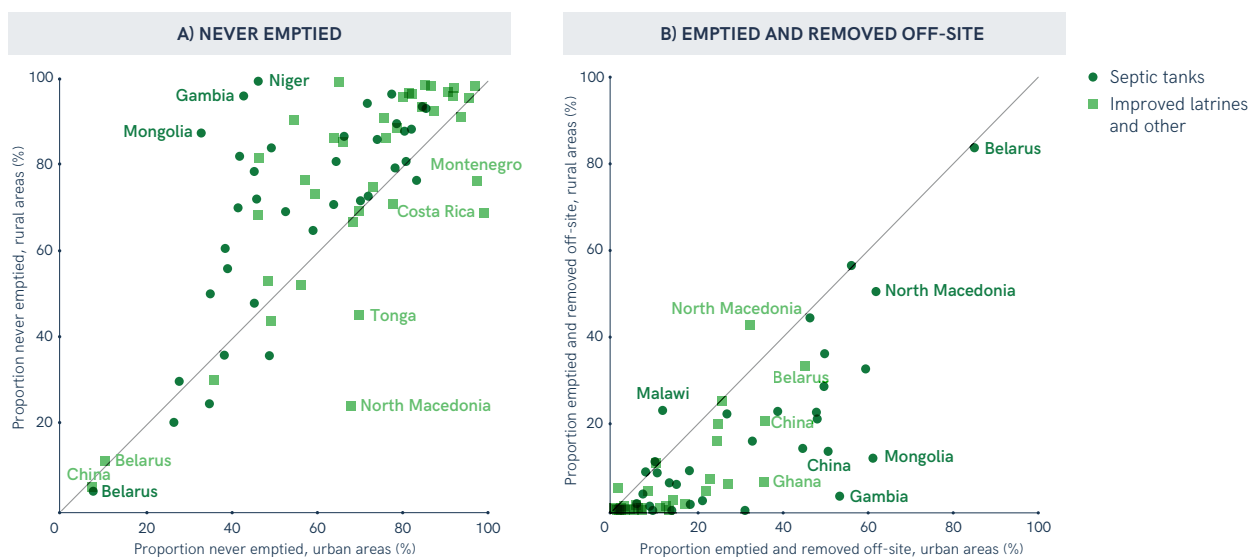 A) NEVER EMPTIED
Proportion never emptied, rural areas (%)
100
80
60
40
20
0
20
40
60
80
100
Proportion never emptied, urban areas (%)
Niger
Gambia
Mongolia
Montenegro
Costa Rica
Tonga
North Macedonia
Belarus
China
Belarus
B) EMPTIED AND REMOVED OFF-SITE
Proportion emptied and removed off-site, rural areas (%)
100
80
60
40
20
0
20
40
60
80
100
Proportion emptied and removed off-site, urban areas (%)
Belarus
North Macedonia
North Macedonia
Belarus
Malawi
China
China
Mongolia
Ghana
Gambia
Septic tanks
Improved latrines
and other